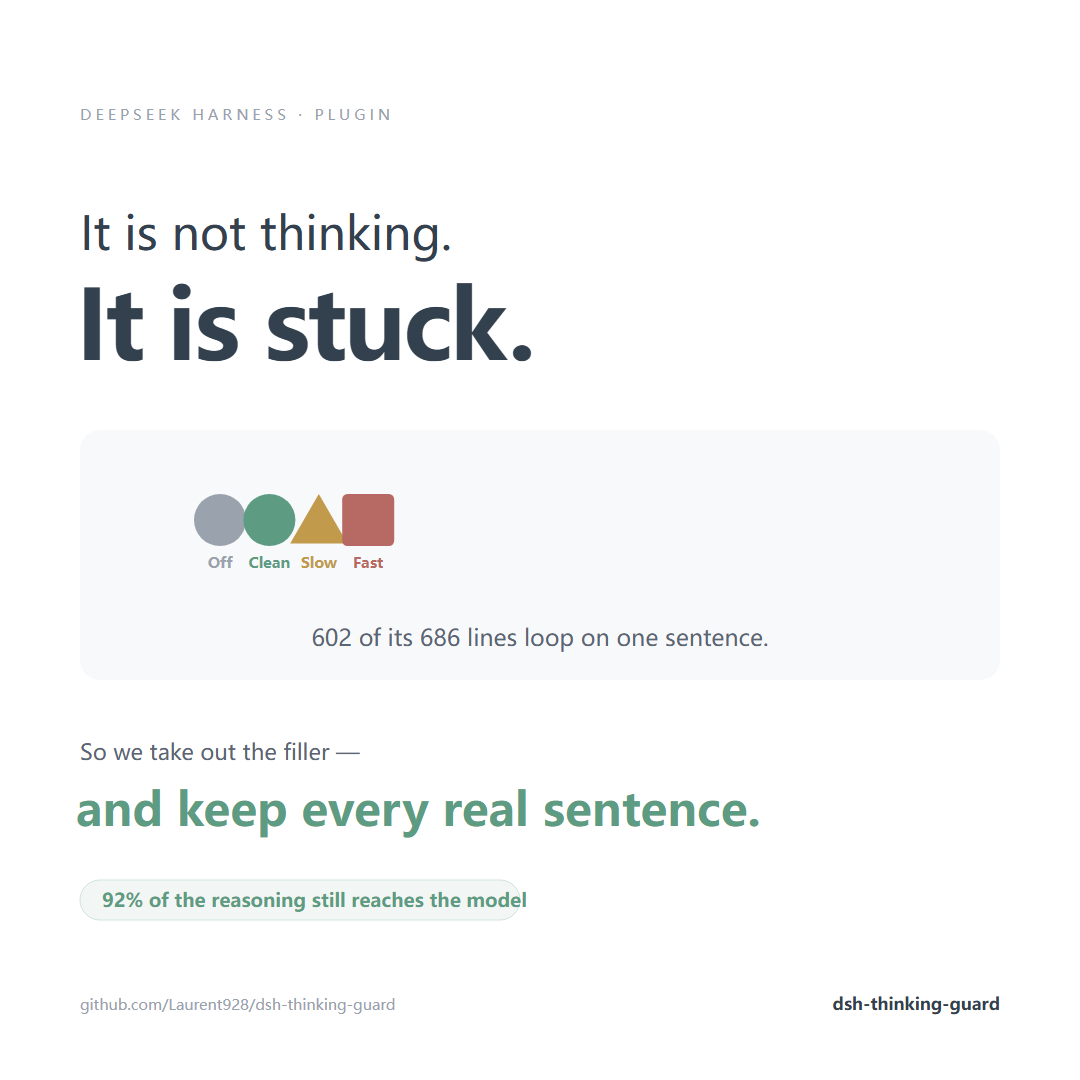 DEEPSEEK HARNESS · PLUGIN
It is not thinking.
It is stuck.
Off Clean Slow Fast
602 of its 686 lines loop on one sentence.
So we take out the filler —
and keep every real sentence.
92% of the reasoning still reaches the model
github.com/Laurent928/dsh-thinking-guard
dsh-thinking-guard